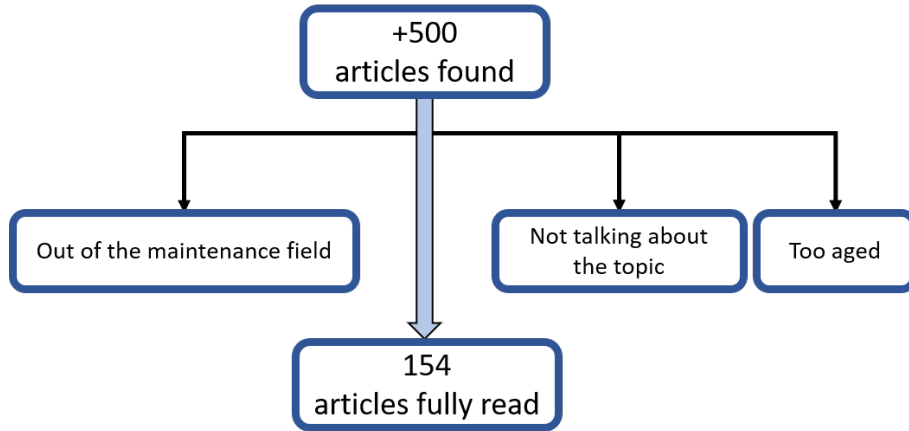 +500
articles found
Out of the maintenance field
Not talking about
the topic
Too aged
154
articles fully read